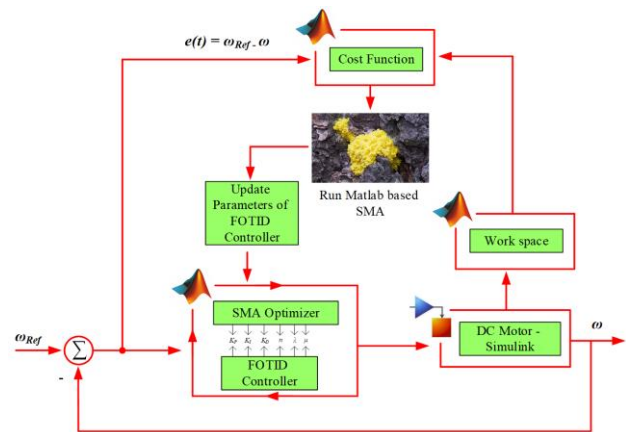 e(t) = ωRef - ω
Cost Function
Run Matlab based
SMA
Update
Parameters of
FOTID
Controller
Work space
SMA Optimizer
KP KI KD n λ μ
FOTID
Controller
DC Motor -
Simulink
ωRef
Σ
-
ω